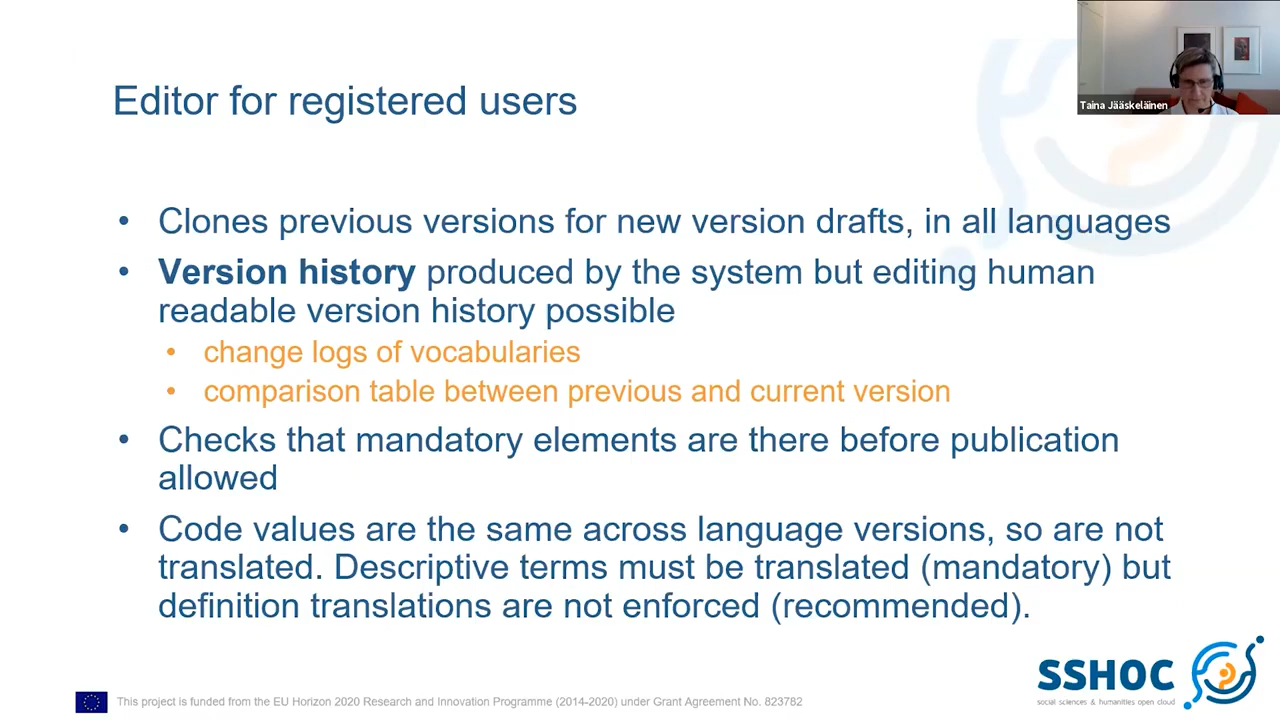 Taina Jääskeläinen
Editor for registered users
• Clones previous versions for new version drafts, in all languages
• Version history produced by the system but editing human
readable version history possible
• change logs of vocabularies
• comparison table between previous and current version
• Checks that mandatory elements are there before publication
allowed
• Code values are the same across language versions, so are not
translated. Descriptive terms must be translated (mandatory) but
definition translations are not enforced (recommended).
SSHOC
social sciences & humanities open cloud
This project is funded from the EU Horizon 2020 Research and Innovation Programme (2014-2020) under Grant Agreement No. 823782